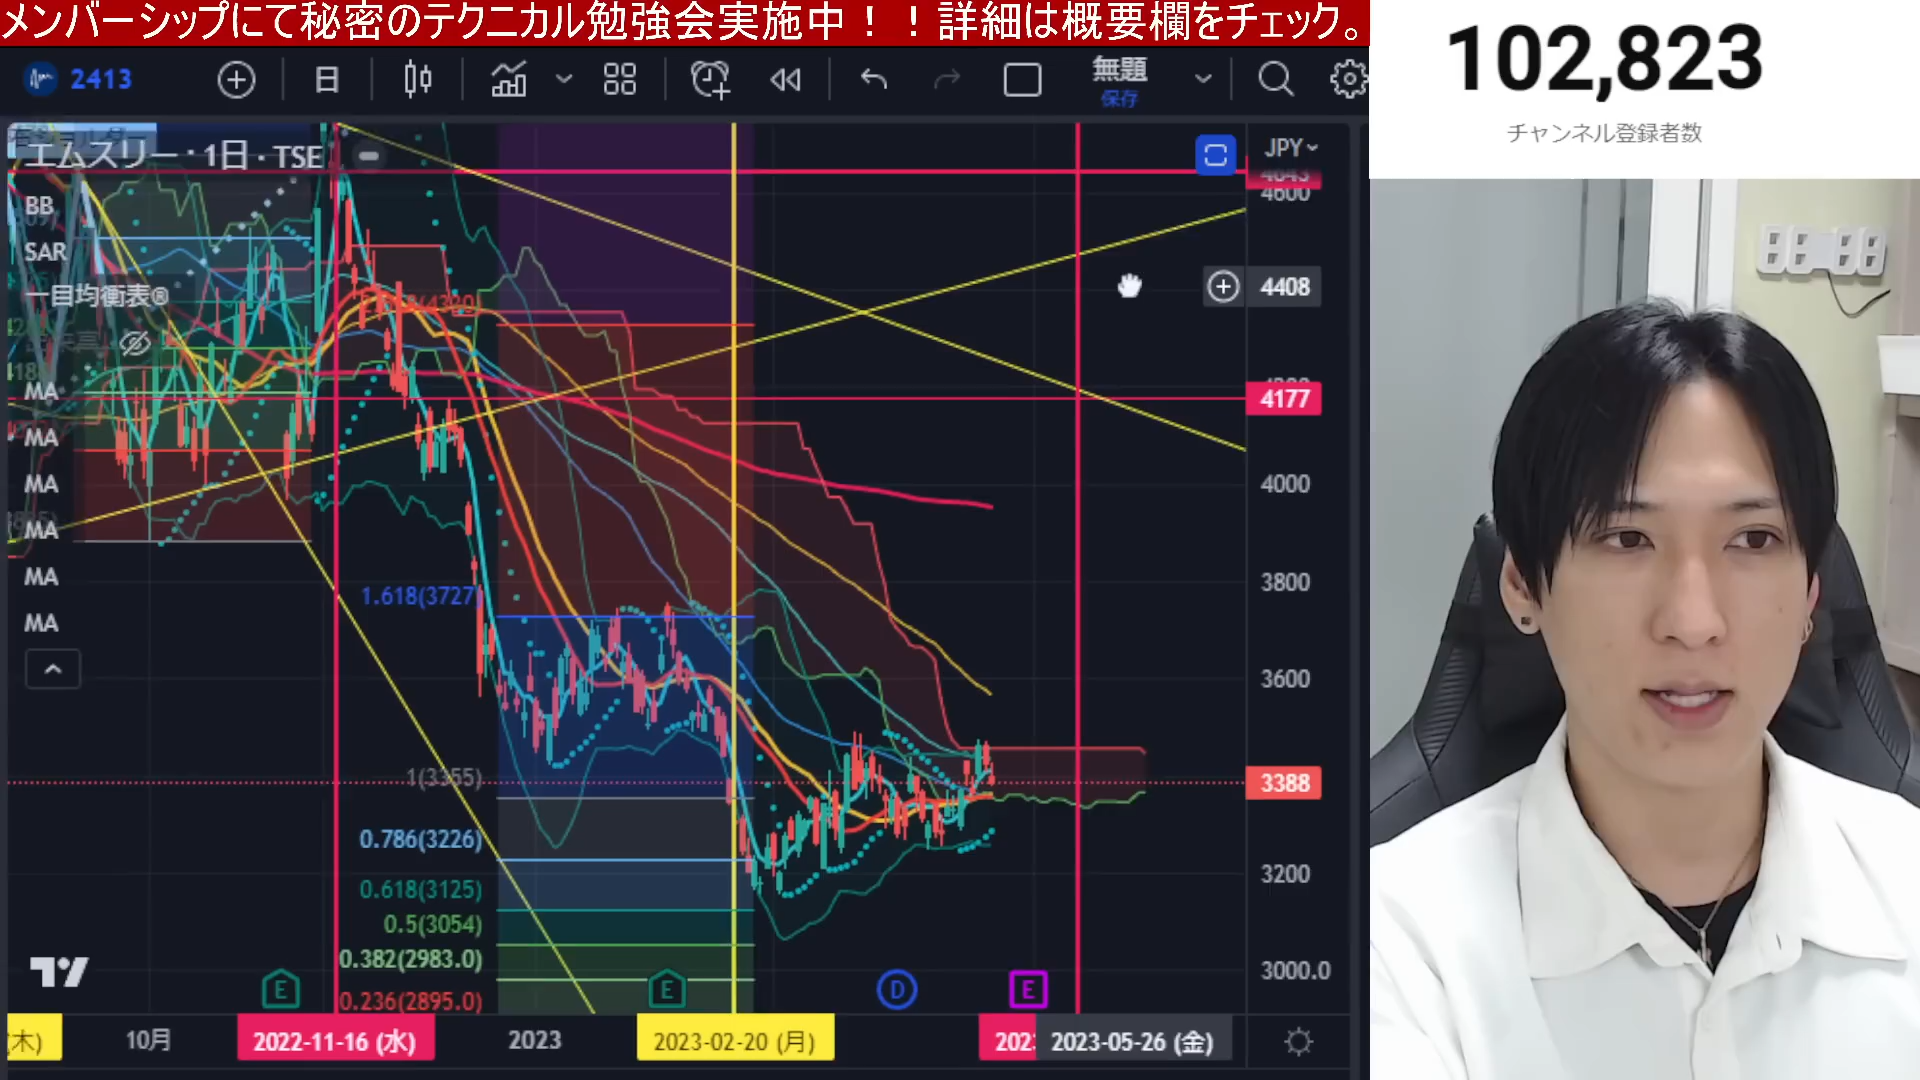 メンバーシップにて秘密のテクニカル勉強会実施中！！詳細は概要欄をチェック。
102,823
チャンネル登録者数
2413
日
無題
保存
エムスリー・1日・TSE
JPY
BB
SAR
一目均衡表®
MA
MA
MA
MA
MA
MA
4643
4600
4408
4177
4000
3800
3600
3388
3200
3000.0
1.618(3727)
1(3355)
0.786(3226)
0.618(3125)
0.5(3054)
0.382(2983.0)
0.236(2895.0)
E
E
D
E
(木)
10月
2022-11-16 (水)
2023
2023-02-20 (月)
202
2023-05-26 (金)